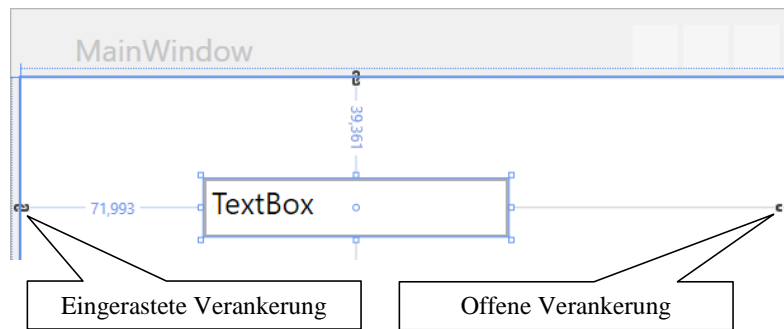 MainWindow
39,361
71,993
TextBox
Eingerastete Verankerung
Offene Verankerung